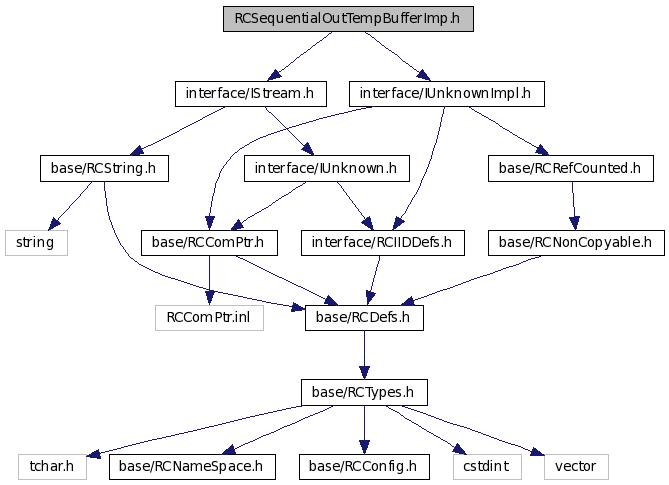 RCSequentialOutTempBufferImp.h
interface/IStream.h
interface/IUnknownImpl.h
base/RCString.h
interface/IUnknown.h
base/RCRefCounted.h
string
base/RCComPtr.h
interface/RCIIDDefs.h
base/RCNonCopyable.h
RCComPtr.inl
base/RCDefs.h
base/RCTypes.h
tchar.h
base/RCNameSpace.h
base/RCConfig.h
cstdint
vector